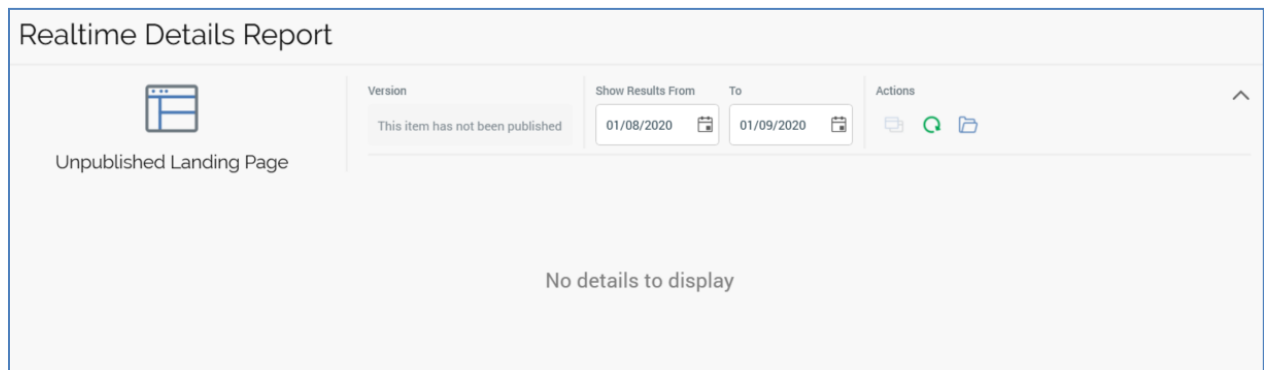 Realtime Details Report
Version
Show Results From
To
Actions
This item has not been published
01/08/2020
01/09/2020
Unpublished Landing Page
No details to display